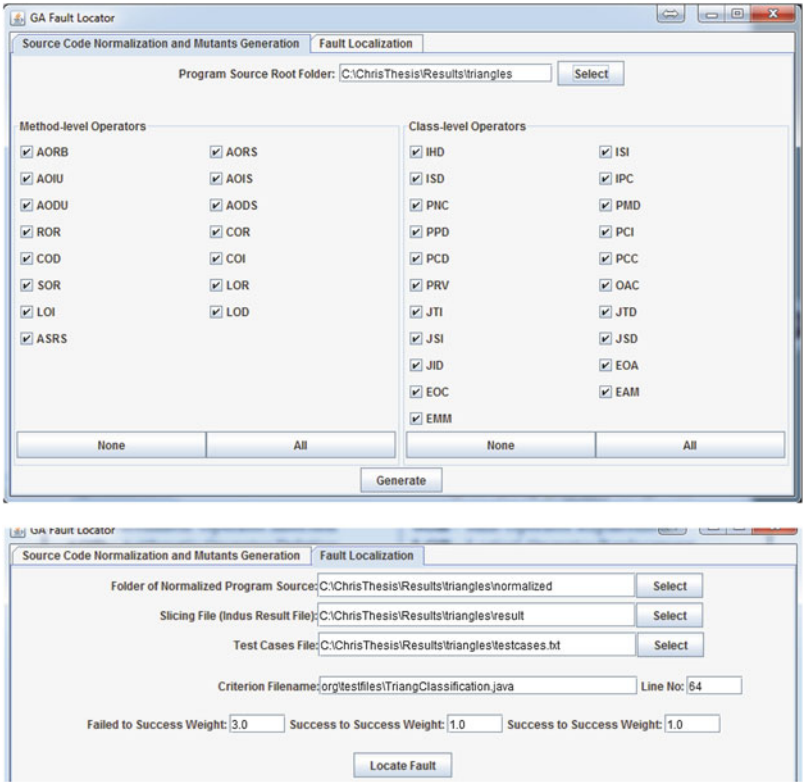 GA Fault Locator
Source Code Normalization and Mutants Generation Fault Localization
Program Source Root Folder: C:\ChrisThesis\Results\triangles Select
Method-level Operators
AORB AORS
AOIU AOIS
AODU AODS
ROR COR
COD COI
SOR LOR
LOI LOD
ASRS
None All
Class-level Operators
IHD ISI
ISD IPC
PNC PMD
PPD PCI
PCD PCC
PRV OAC
JTI JTD
JSI JSD
JID EOA
EOC EAM
EMM
None All
Generate
GA Fault Locator
Source Code Normalization and Mutants Generation Fault Localization
Folder of Normalized Program Source: C:\ChrisThesis\Results\triangles\normalized Select
Slicing File (Indus Result File): C:\ChrisThesis\Results\triangles\result Select
Test Cases File: C:\ChrisThesis\Results\triangles\testcases.txt Select
Criterion Filename: org\testfiles\TriangClassification.java Line No: 64
Failed to Success Weight: 3.0 Success to Success Weight: 1.0 Success to Success Weight: 1.0
Locate Fault